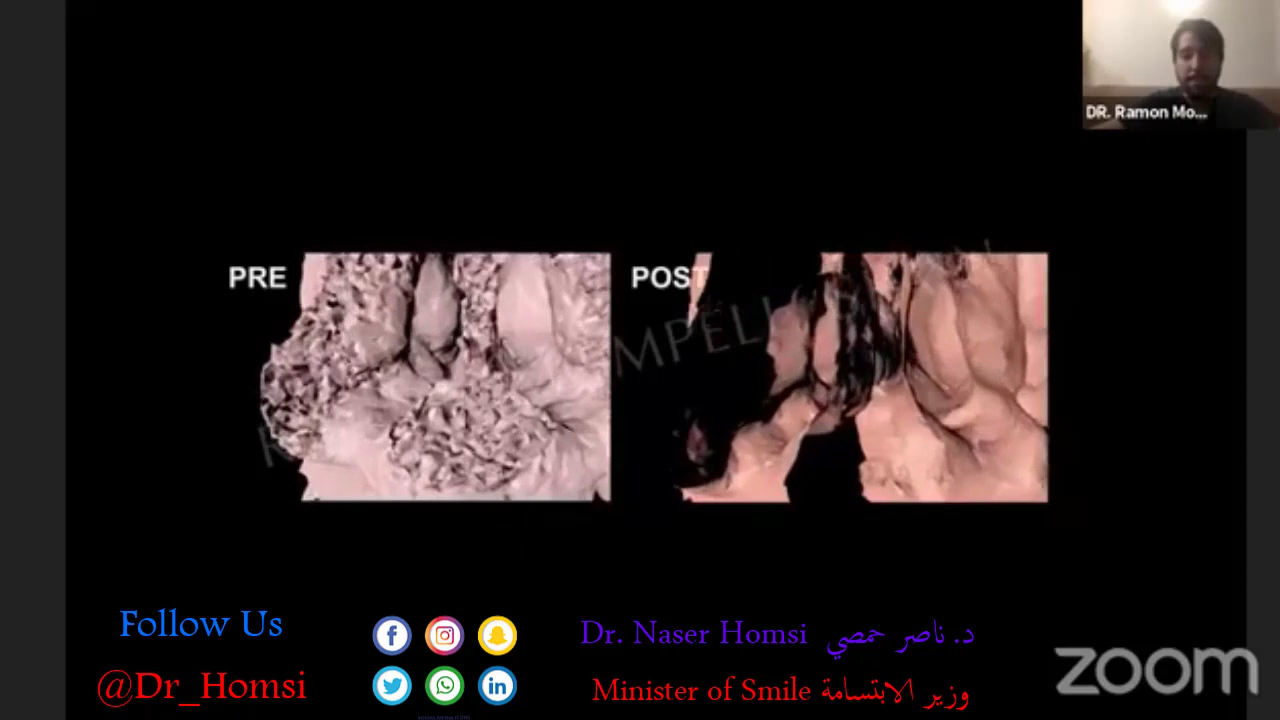 DR. Ramon Mo...
PRE
POST
MPELL
Follow Us
@Dr_Homsi
Dr. Naser Homsi د. ناصر حمصي
Minister of Smile وزير الابتسامة
zoom